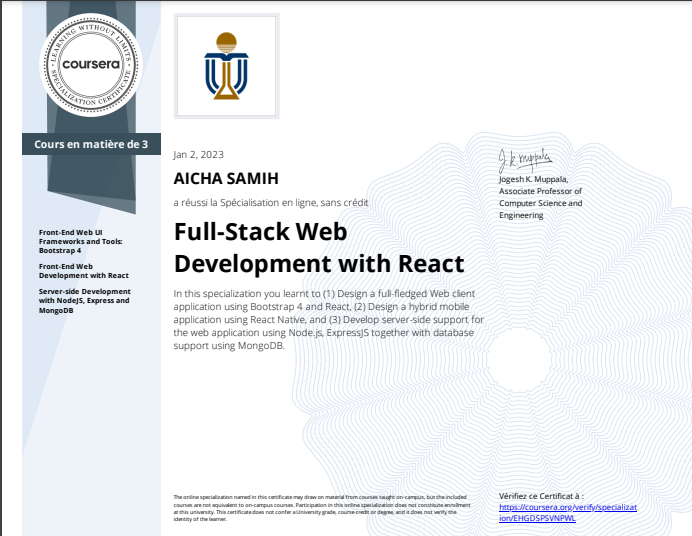 LEARNING WITHOUT LIMITS
coursera
SPECIALIZATION CERTIFICATE
Cours en matière de 3
Front-End Web UI
Frameworks and Tools:
Bootstrap 4
Front-End Web
Development with React
Server-side Development
with NodeJS, Express and
MongoDB
Jan 2, 2023
AICHA SAMIH
a réussi la Spécialisation en ligne, sans crédit
Full-Stack Web
Development with React
In this specialization you learnt to (1) Design a full-fledged Web client
application using Bootstrap 4 and React, (2) Design a hybrid mobile
application using React Native, and (3) Develop server-side support for
the web application using Node.js, ExpressJS together with database
support using MongoDB.
J.K. Muppala
Jogesh K. Muppala,
Associate Professor of
Computer Science and
Engineering
The online specialization named in this certificate may draw on material from courses taught on-campus, but the included
courses are not equivalent to on-campus courses. Participation in this online specialization does not constitute enrollment
at this university. This certificate does not confer a University grade, course credit or degree, and it does not verify the
identity of the learner.
Vérifiez ce Certificat à :
https://coursera.org/verify/specializat
ion/EHGDSPSVNPWL